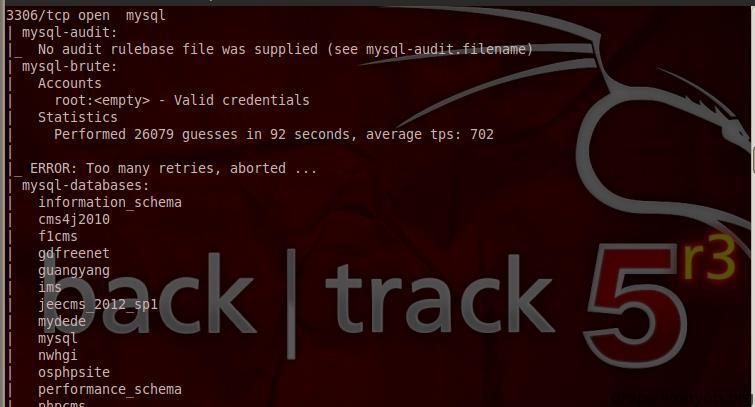 3306/tcp open  mysql
| mysql-audit:
|_  No audit rulebase file was supplied (see mysql-audit.filename)
| mysql-brute:
|   Accounts
|     root:<empty> - Valid credentials
|   Statistics
|     Performed 26079 guesses in 92 seconds, average tps: 702
|
|_ ERROR: Too many retries, aborted ...
| mysql-databases:
|   information_schema
|   cms4j2010
|   f1cms
|   gdfreenet
|   guangyang
|   ims
|   jeecms_2012_sp1
|   mydede
|   mysql
|   nwhgi
|   osphpsite
|   performance_schema
|   phpcms
back | track 5 r3